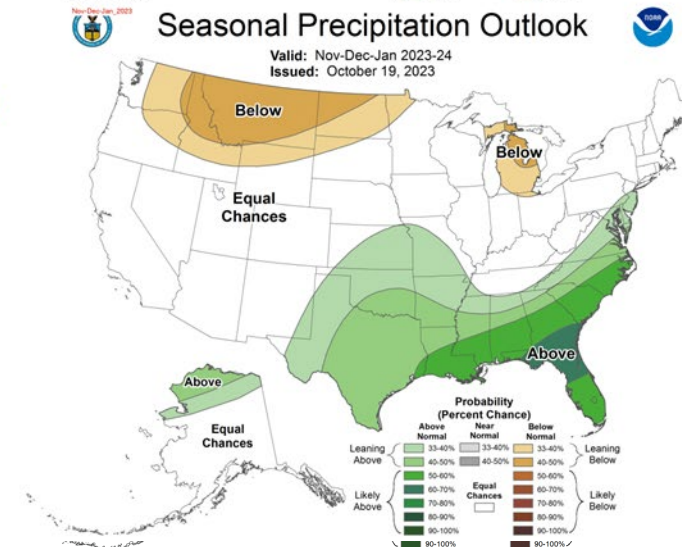 Nov-Dec-Jan_2023
Seasonal Precipitation Outlook
NOAA
Valid: Nov-Dec-Jan 2023-24
Issued: October 19, 2023
Below
Below
Equal
Chances
Above
Above
Equal
Chances
Probability
(Percent Chance)
Above
Normal
Near
Normal
Below
Normal
Leaning
Above
33-40%
33-40%
33-40%
Leaning
Below
40-50%
40-50%
40-50%
Likely
Above
50-60%
50-60%
Likely
Below
60-70%
Equal
Chances
60-70%
70-80%
70-80%
80-90%
80-90%
90-100%
90-100%
90-100%
90-100%